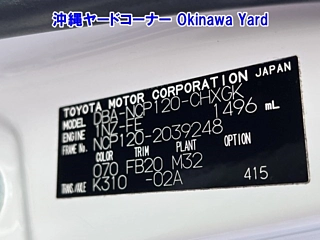 沖縄ヤードコーナー Okinawa Yard
TOYOTA MOTOR CORPORATION JAPAN
MODEL DBA-NCP120-CHXGK
ENGINE 1NZ-FE 1496 mL
FRAME No. NCP120-2039248
COLOR TRIM PLANT OPTION
070 FB20 M32
TRANS/AXLE K310 -02A 415